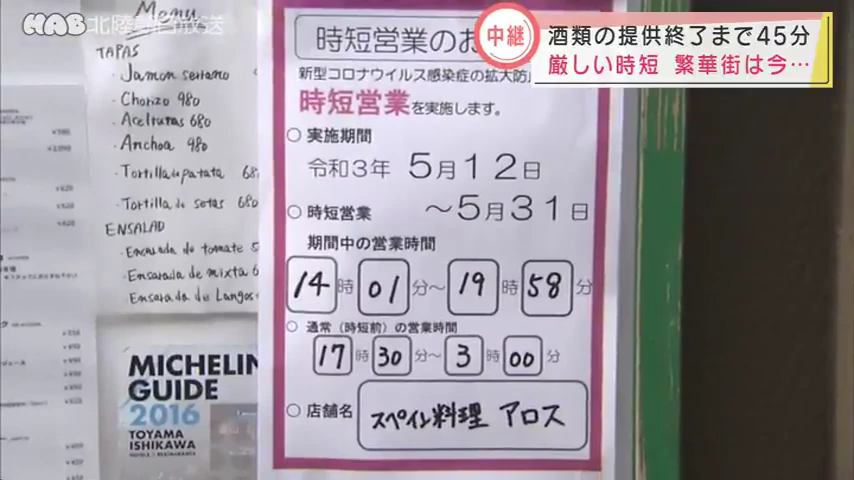 HAB 北陸朝日放送
中継
酒類の提供終了まで45分
厳しい時短 繁華街は今…
Menu
TAPAS
・Jamon serrano
・Chorizo 980
・Aceitunas 680
・Anchoa 980
・Tortilla de patata 68
・Tortilla de setas 680
ENSALAD
・Ensalada de tomate
・Ensarada de mixta 6
・Ensarada de Langos
MICHELIN
GUIDE
2016
TOYAMA
ISHIKAWA
HOTELS & RESTAURANTS
時短営業のお
新型コロナウイルス感染症の拡大防止
時短営業を実施します。
○ 実施期間
令和3年 5月12日
～5月31日
○ 時短営業
期間中の営業時間
14時01分～19時58分
○ 通常（時短前）の営業時間
17時30分～3時00分
○ 店舗名 スペイン料理 アロス